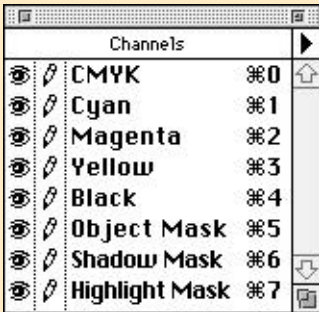 Channels
CMYK ⌘0
Cyan ⌘1
Magenta ⌘2
Yellow ⌘3
Black ⌘4
Object Mask ⌘5
Shadow Mask ⌘6
Highlight Mask ⌘7